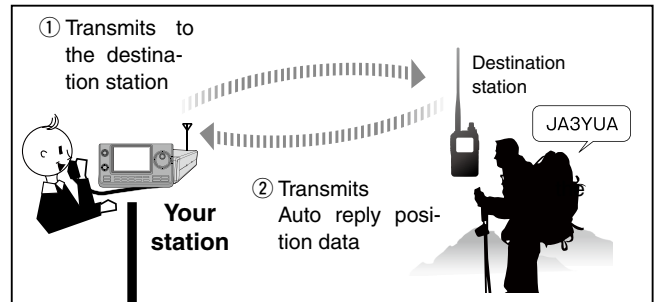 ① Transmits to
the destina-
tion station
Destination
station
JA3YUA
② Transmits
Auto reply posi-
tion data
Your
station